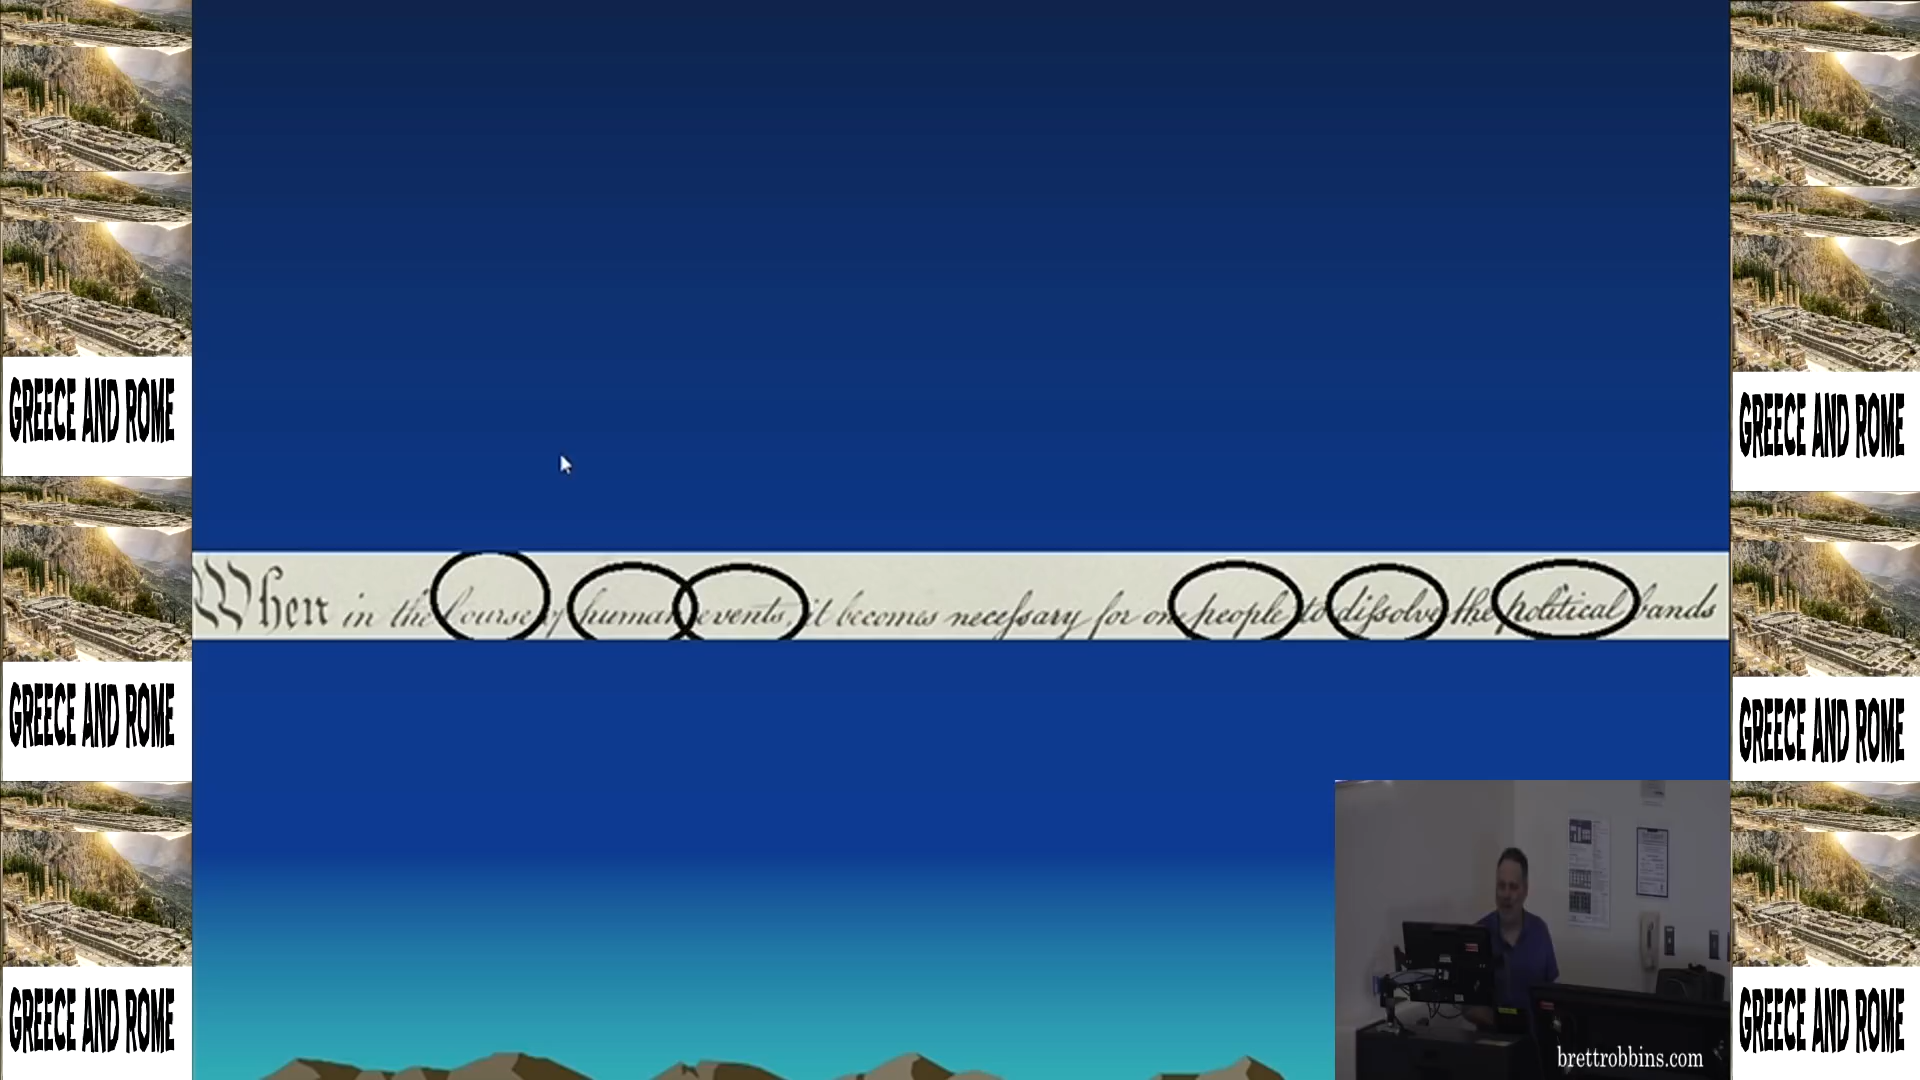 When in the Course of human events, it becomes neceſsary for one people to diſsolve the political bands
GREECE AND ROME
GREECE AND ROME
GREECE AND ROME
GREECE AND ROME
GREECE AND ROME
GREECE AND ROME
brettrobbins.com